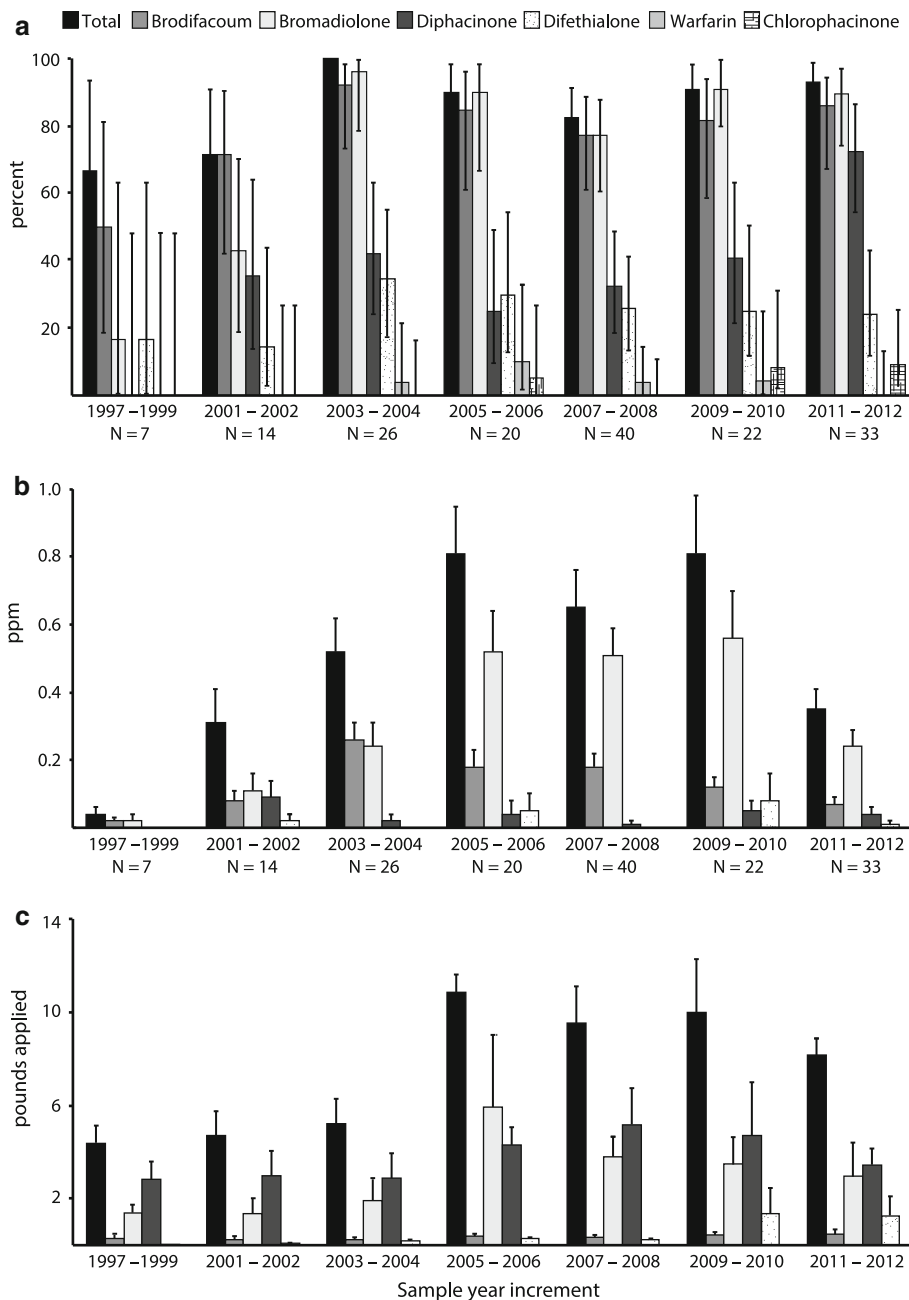 Total Brodifacoum Bromadiolone Diphacinone Difethialone Warfarin Chlorophacinone
a
100
80
60
40
20
percent
1997 –1999 2001 – 2002 2003 – 2004 2005 – 2006 2007 – 2008 2009 – 2010 2011 – 2012
N = 7 N = 14 N = 26 N = 20 N = 40 N = 22 N = 33
b
1.0
0.8
0.6
0.4
0.2
ppm
1997 –1999 2001 – 2002 2003 – 2004 2005 – 2006 2007 – 2008 2009 – 2010 2011 – 2012
N = 7 N = 14 N = 26 N = 20 N = 40 N = 22 N = 33
c
14
10
6
2
pounds applied
1997 –1999 2001 – 2002 2003 – 2004 2005 – 2006 2007 – 2008 2009 – 2010 2011 – 2012
Sample year increment